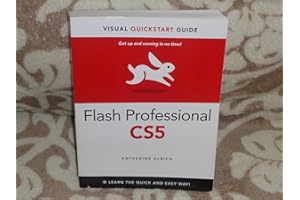 VISUAL QUICKSTART GUIDE
Get up and running in no time!
Flash Professional
CS5
KATHERINE ULRICH
LEARN THE QUICK AND EASY WAY!